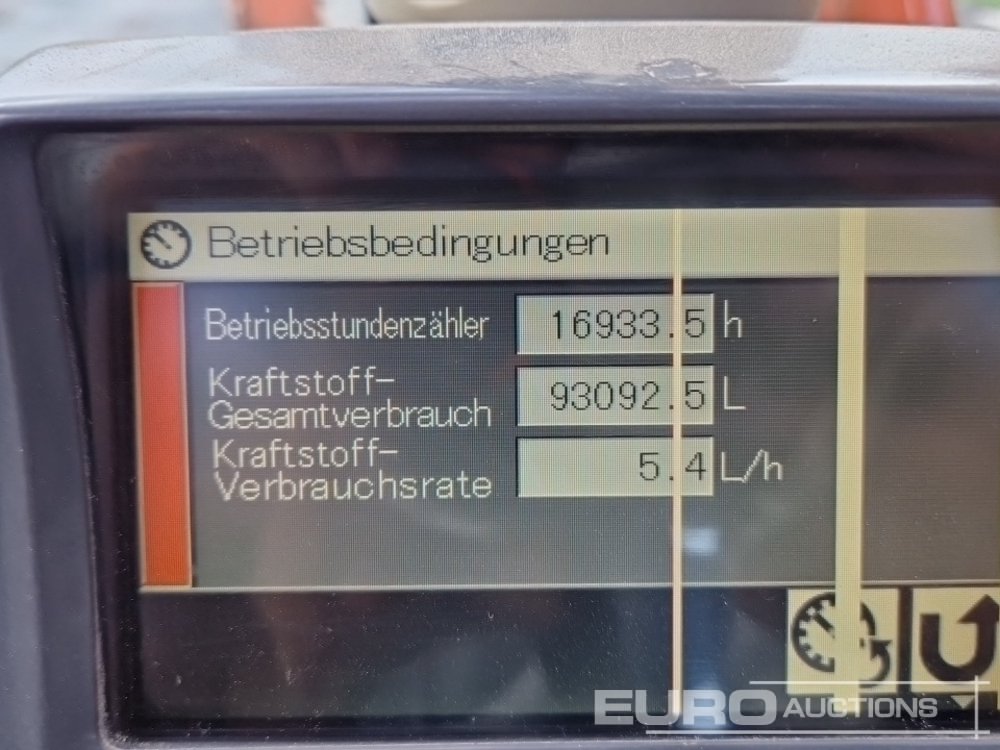 Betriebsbedingungen
Betriebsstundenzähler 16933.5 h
Kraftstoff-
Gesamtverbrauch 93092.5 L
Kraftstoff-
Verbrauchsrate 5.4 L/h
EURO AUCTIONS